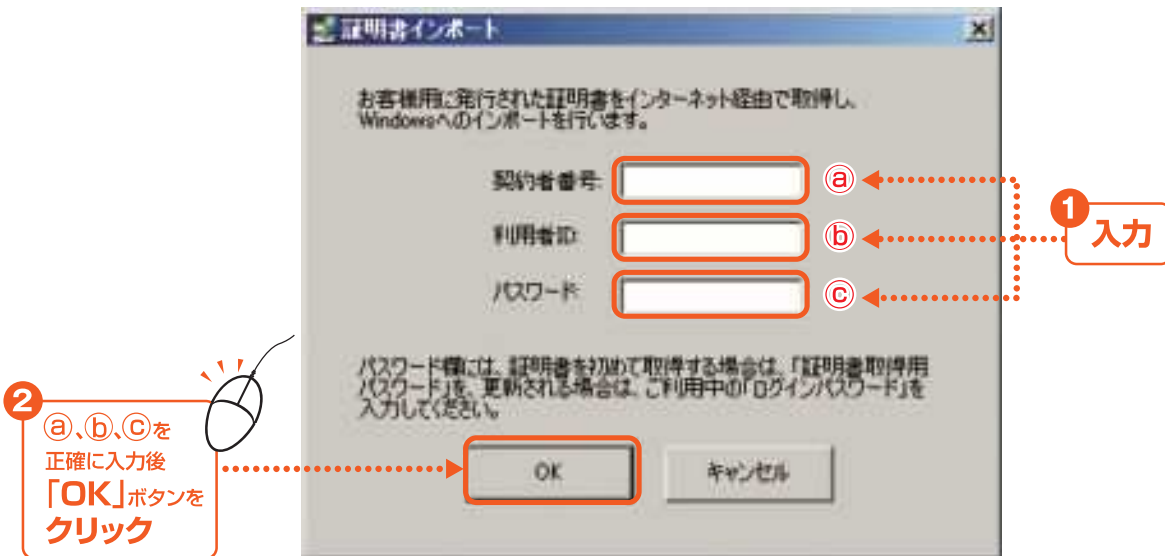 証明書インポート
お客様用に発行された証明書をインターネット経由で取得し、
Windowsへのインポートを行います。
契約者番号:
ⓐ
利用者ID:
ⓑ
パスワード:
ⓒ
1
入力
パスワード欄には、証明書を初めて取得する場合は、「証明書取得用
パスワード」を、更新される場合は、ご利用中の「ログインパスワード」を
入力してください。
OK
キャンセル
2
ⓐ、ⓑ、ⓒを
正確に入力後
「OK」ボタンを
クリック